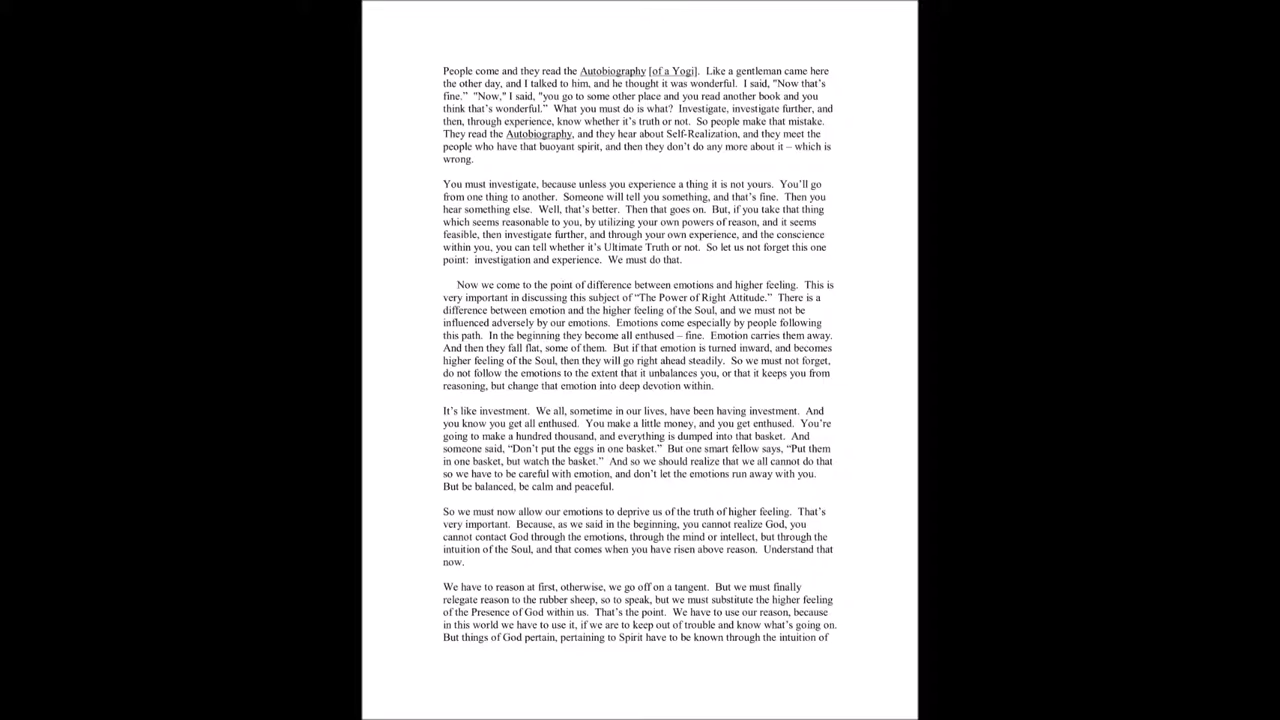 People come and they read the Autobiography [of a Yogi].  Like a gentleman came here
the other day, and I talked to him, and he thought it was wonderful.  I said, "Now that's
fine."  "Now," I said, "you go to some other place and you read another book and you
think that's wonderful."  What you must do is what?  Investigate, investigate further, and
then, through experience, know whether it's truth or not.  So people make that mistake.
They read the Autobiography, and they hear about Self-Realization, and they meet the
people who have that buoyant spirit, and then they don't do any more about it – which is
wrong.

You must investigate, because unless you experience a thing it is not yours.  You'll go
from one thing to another.  Someone will tell you something, and that's fine.  Then you
hear something else.  Well, that's better.  Then that goes on.  But, if you take that thing
which seems reasonable to you, by utilizing your own powers of reason, and it seems
feasible, then investigate further, and through your own experience, and the conscience
within you, you can tell whether it's Ultimate Truth or not.  So let us not forget this one
point:  investigation and experience.  We must do that.

Now we come to the point of difference between emotions and higher feeling.  This is
very important in discussing this subject of “The Power of Right Attitude.”  There is a
difference between emotion and the higher feeling of the Soul, and we must not be
influenced adversely by our emotions.  Emotions come especially by people following
this path.  In the beginning they become all enthused – fine.  Emotion carries them away.
And then they fall flat, some of them.  But if that emotion is turned inward, and becomes
higher feeling of the Soul, then they will go right ahead steadily.  So we must not forget,
do not follow the emotions to the extent that it unbalances you, or that it keeps you from
reasoning, but change that emotion into deep devotion within.

It's like investment.  We all, sometime in our lives, have been having investment.  And
you know you get all enthused.  You make a little money, and you get enthused.  You're
going to make a hundred thousand, and everything is dumped into that basket.  And
someone said, “Don't put the eggs in one basket.”  But one smart fellow says, “Put them
in one basket, but watch the basket.”  And so we should realize that we all cannot do that
so we have to be careful with emotion, and don't let the emotions run away with you.
But be balanced, be calm and peaceful.

So we must now allow our emotions to deprive us of the truth of higher feeling.  That's
very important.  Because, as we said in the beginning, you cannot realize God, you
cannot contact God through the emotions, through the mind or intellect, but through the
intuition of the Soul, and that comes when you have risen above reason.  Understand that
now.

We have to reason at first, otherwise, we go off on a tangent.  But we must finally
relegate reason to the rubber sheep, so to speak, but we must substitute the higher feeling
of the Presence of God within us.  That's the point.  We have to use our reason, because
in this world we have to use it, if we are to keep out of trouble and know what's going on.
But things of God pertain, pertaining to Spirit have to be known through the intuition of